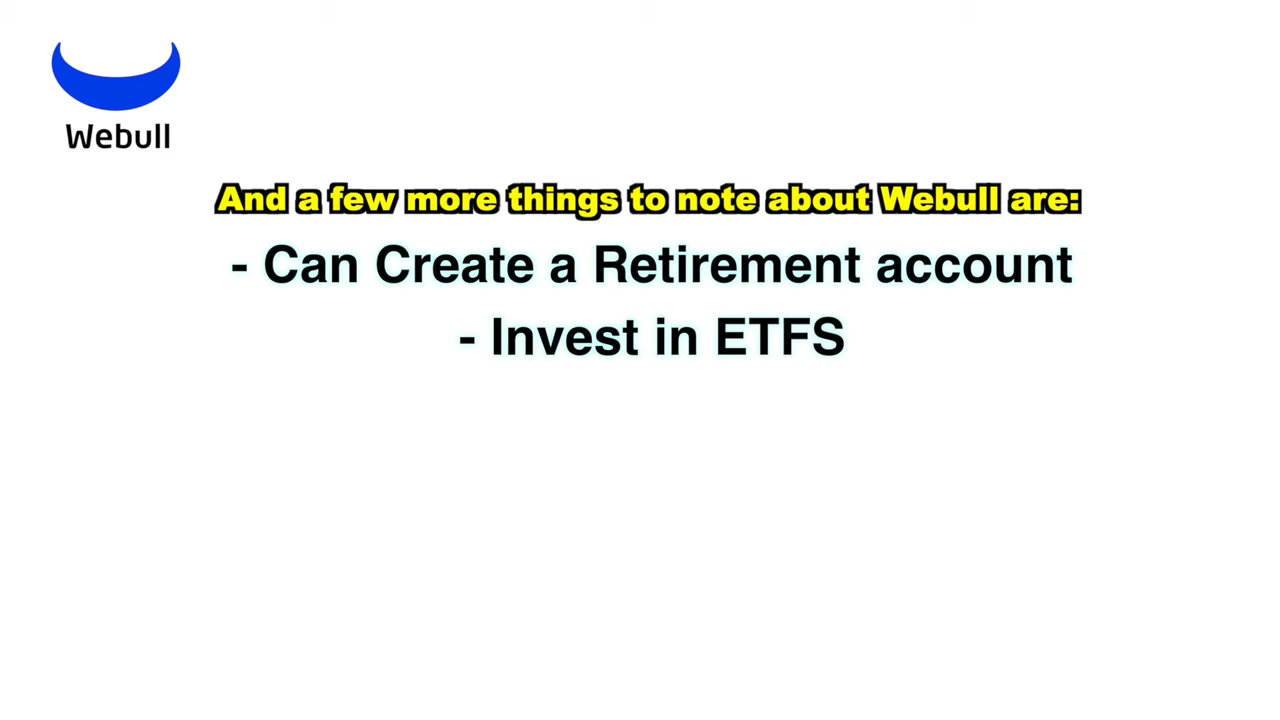 Webull
And a few more things to note about Webull are:
- Can Create a Retirement account
- Invest in ETFS